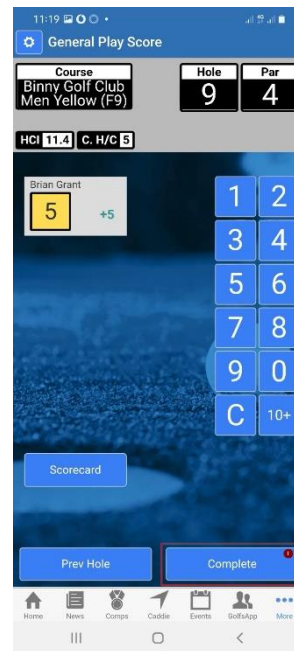 11:19
General Play Score
Course
Binny Golf Club
Men Yellow (F9)
Hole
9
Par
4
HCI 11.4 C. H/C 5
Brian Grant
5 +5
1 2
3 4
5 6
7 8
9 0
C 10+
Scorecard
Prev Hole Complete
Home News Comps Caddie Events GolfsApp More